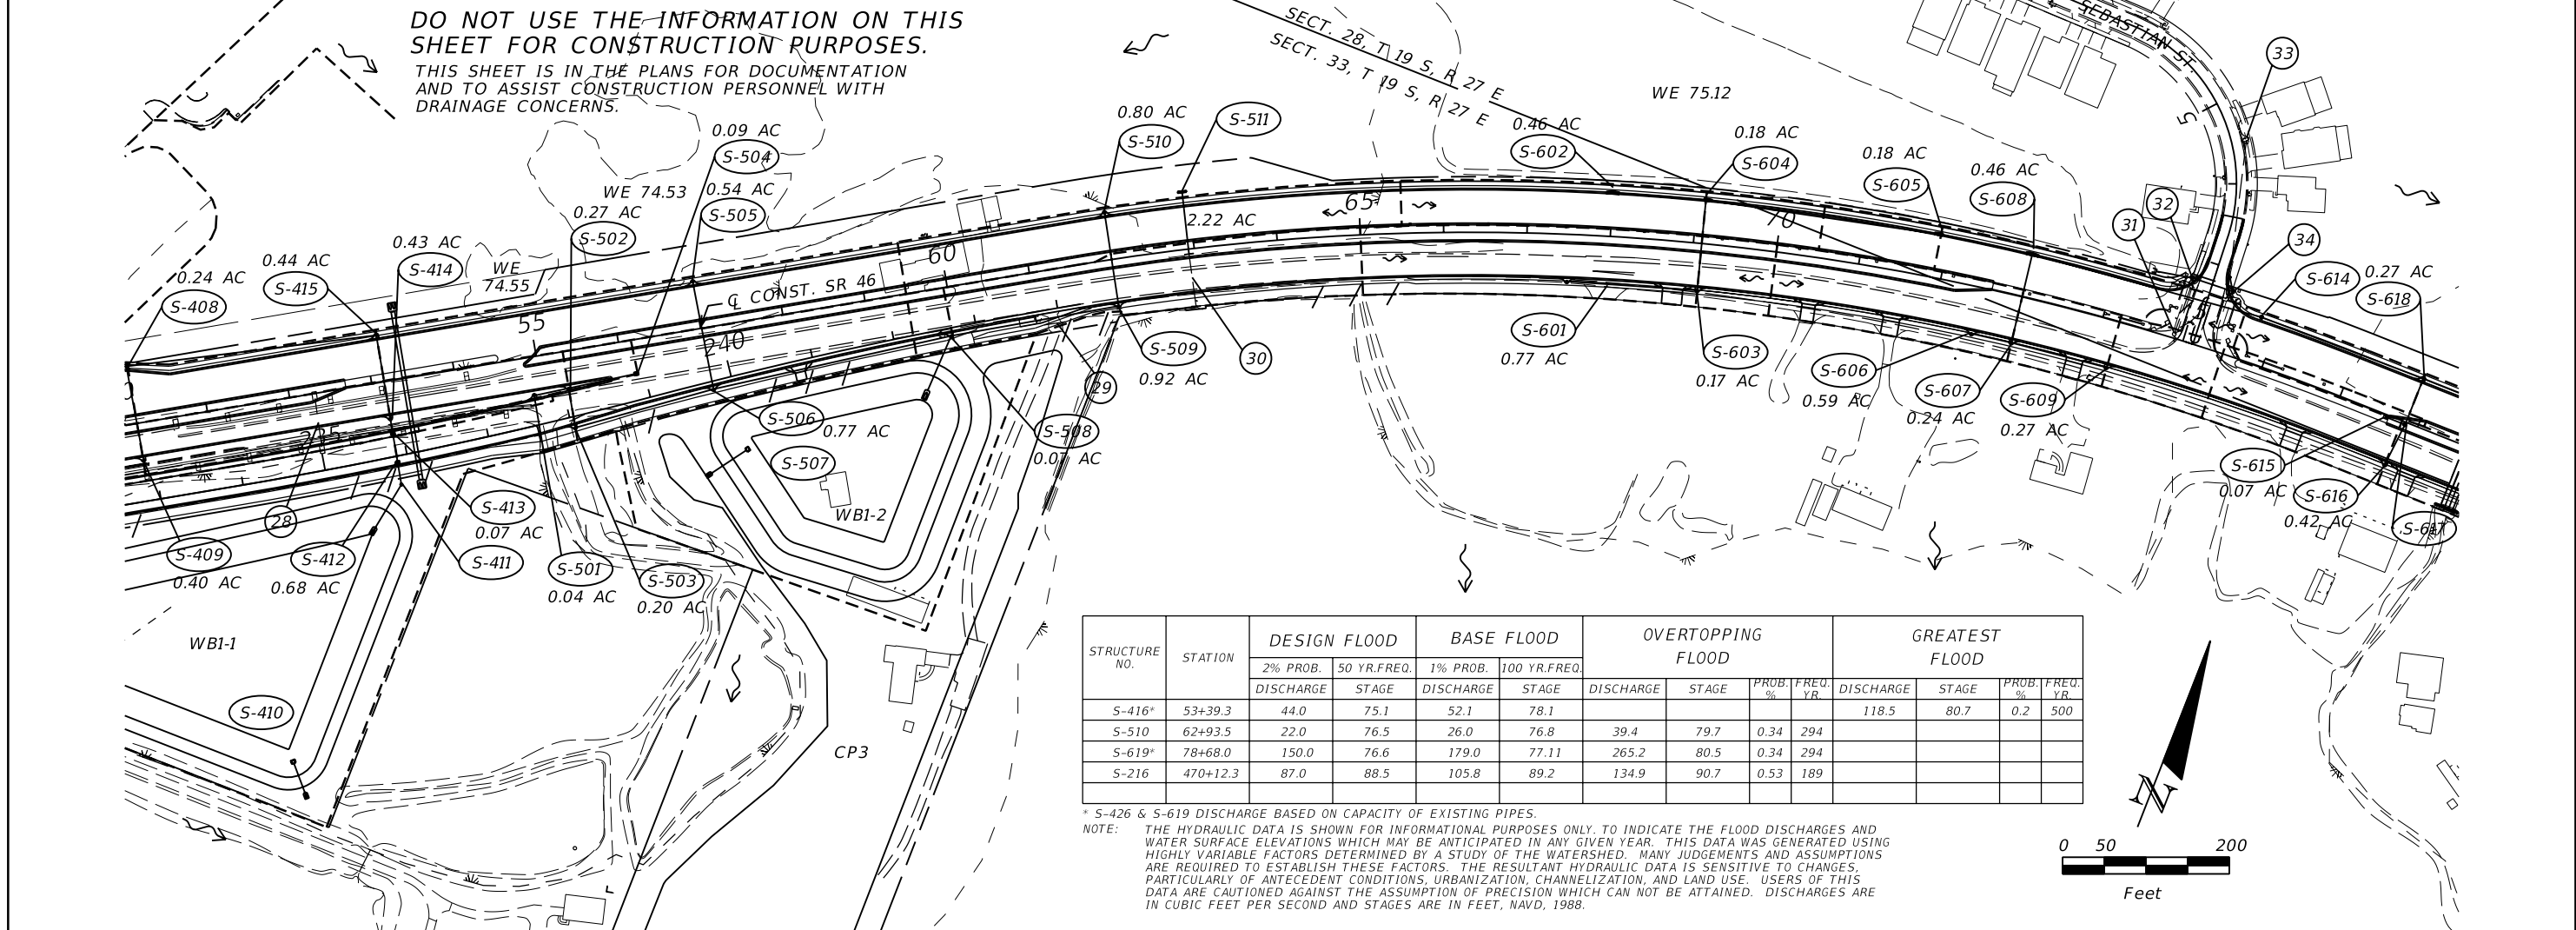 DO NOT USE THE INFORMATION ON THIS
SHEET FOR CONSTRUCTION PURPOSES.
THIS SHEET IS IN THE PLANS FOR DOCUMENTATION
AND TO ASSIST CONSTRUCTION PERSONNEL WITH
DRAINAGE CONCERNS.
SECT. 28, T 19 S, R 27 E
SECT. 33, T 19 S, R 27 E
WE 75.12
SEBASTIAN ST.
5
33
0.09 AC
S-504
0.80 AC
S-510
S-511
0.46 AC
S-602
0.18 AC
S-604
0.18 AC
S-605
0.46 AC
S-608
32
31
34
WE 74.53
0.54 AC
S-505
0.27 AC
S-502
0.43 AC
S-414
0.44 AC
S-415
0.24 AC
S-408
WE
74.55
2.22 AC
65
70
60
55
240
235
℄ CONST. SR 46
S-614
0.27 AC
S-618
S-509
0.92 AC
30
29
S-601
0.77 AC
S-603
0.17 AC
S-606
0.59 AC
S-607
0.24 AC
S-609
0.27 AC
S-506
0.77 AC
S-507
S-508
0.07 AC
WB1-2
S-615
0.07 AC
S-616
0.42 AC
S-617
28
S-413
0.07 AC
S-409
0.40 AC
S-412
0.68 AC
S-411
S-501
0.04 AC
S-503
0.20 AC
WB1-1
S-410
CP3
STRUCTURE NO. STATION DESIGN FLOOD BASE FLOOD OVERTOPPING FLOOD GREATEST FLOOD
2% PROB. 50 YR.FREQ. 1% PROB. 100 YR.FREQ.
DISCHARGE STAGE DISCHARGE STAGE DISCHARGE STAGE PROB. % FREQ. YR. DISCHARGE STAGE PROB. % FREQ. YR.
S-416* 53+39.3 44.0 75.1 52.1 78.1 118.5 80.7 0.2 500
S-510 62+93.5 22.0 76.5 26.0 76.8 39.4 79.7 0.34 294
S-619* 78+68.0 150.0 76.6 179.0 77.11 265.2 80.5 0.34 294
S-216 470+12.3 87.0 88.5 105.8 89.2 134.9 90.7 0.53 189
* S-426 & S-619 DISCHARGE BASED ON CAPACITY OF EXISTING PIPES.
NOTE: THE HYDRAULIC DATA IS SHOWN FOR INFORMATIONAL PURPOSES ONLY. TO INDICATE THE FLOOD DISCHARGES AND
WATER SURFACE ELEVATIONS WHICH MAY BE ANTICIPATED IN ANY GIVEN YEAR. THIS DATA WAS GENERATED USING
HIGHLY VARIABLE FACTORS DETERMINED BY A STUDY OF THE WATERSHED. MANY JUDGEMENTS AND ASSUMPTIONS
ARE REQUIRED TO ESTABLISH THESE FACTORS. THE RESULTANT HYDRAULIC DATA IS SENSITIVE TO CHANGES,
PARTICULARLY OF ANTECEDENT CONDITIONS, URBANIZATION, CHANNELIZATION, AND LAND USE. USERS OF THIS
DATA ARE CAUTIONED AGAINST THE ASSUMPTION OF PRECISION WHICH CAN NOT BE ATTAINED. DISCHARGES ARE
IN CUBIC FEET PER SECOND AND STAGES ARE IN FEET, NAVD, 1988.
N
0 50 200
Feet